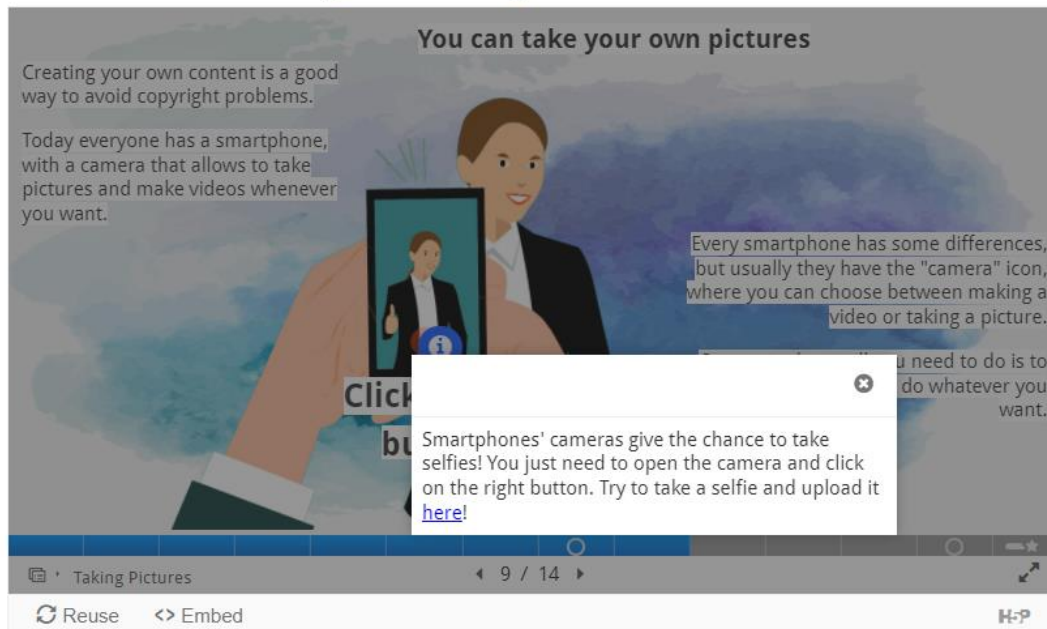 You can take your own pictures
Creating your own content is a good
way to avoid copyright problems.
Today everyone has a smartphone,
with a camera that allows to take
pictures and make videos whenever
you want.
Every smartphone has some differences,
but usually they have the "camera" icon,
where you can choose between making a
video or taking a picture.
u need to do is to
do whatever you
want.
Click
bu
Smartphones' cameras give the chance to take
selfies! You just need to open the camera and click
on the right button. Try to take a selfie and upload it
here!
Taking Pictures
9 / 14
Reuse
<> Embed
H-P